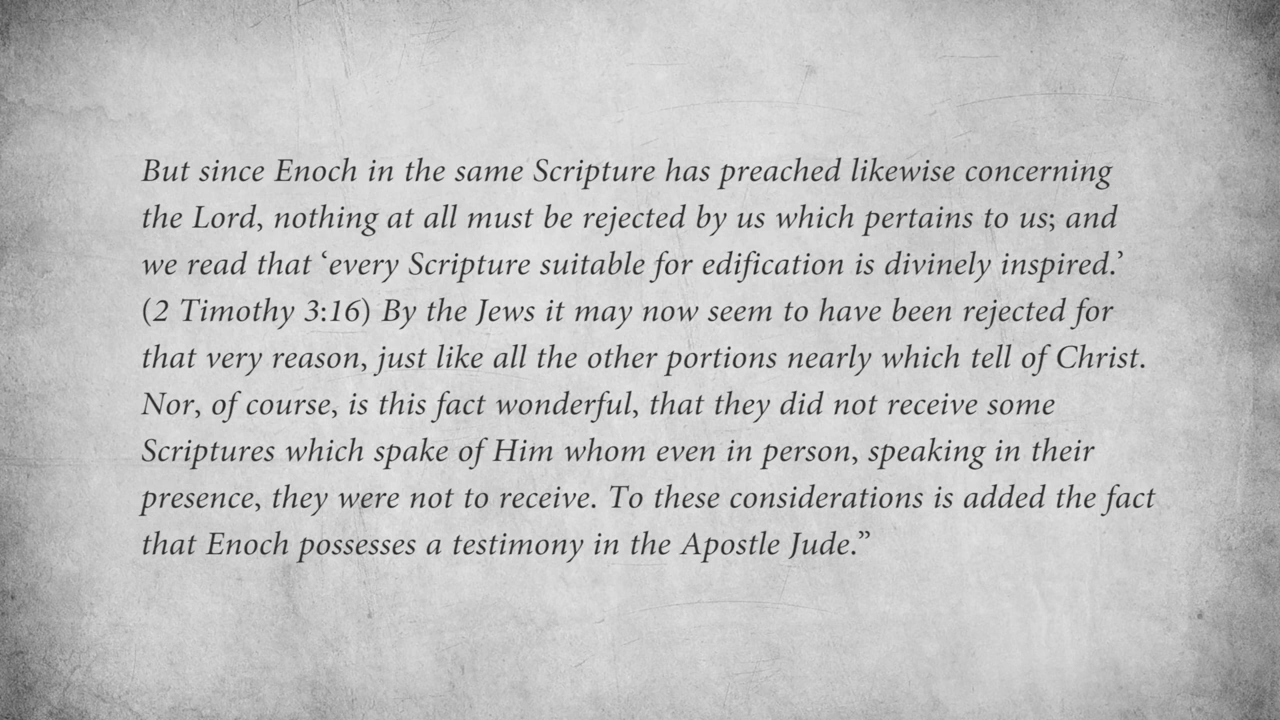 But since Enoch in the same Scripture has preached likewise concerning
the Lord, nothing at all must be rejected by us which pertains to us; and
we read that ‘every Scripture suitable for edification is divinely inspired.’
(2 Timothy 3:16) By the Jews it may now seem to have been rejected for
that very reason, just like all the other portions nearly which tell of Christ.
Nor, of course, is this fact wonderful, that they did not receive some
Scriptures which spake of Him whom even in person, speaking in their
presence, they were not to receive. To these considerations is added the fact
that Enoch possesses a testimony in the Apostle Jude.”